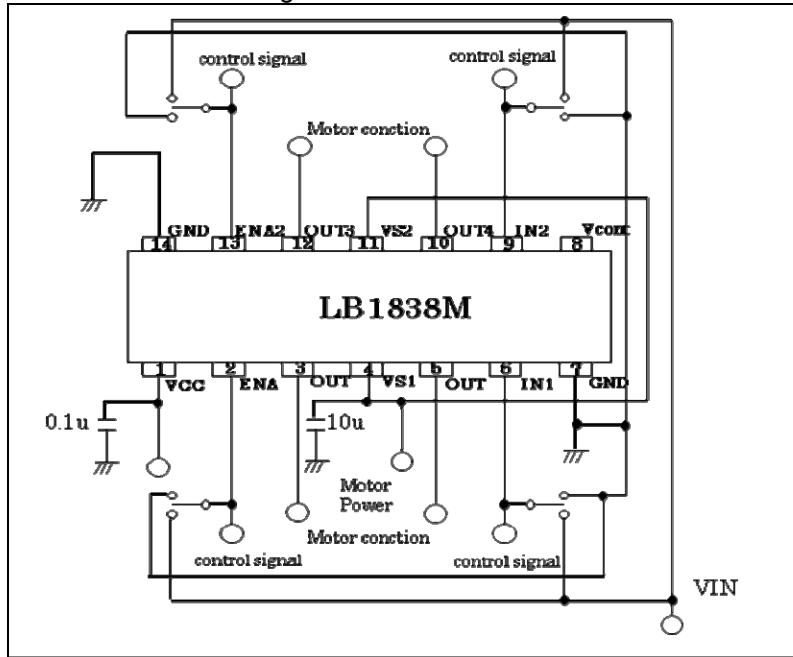 control signal
control signal
Motor conction
GND ENA2 OUT3 VS2 OUT4 IN2 Vcont
14 13 12 11 10 9 8
LB1838M
1 2 3 4 5 6 7
VCC ENA OUT VS1 OUT IN1 GND
0.1u
10u
Motor
Power
Motor conction
control signal
control signal
VIN